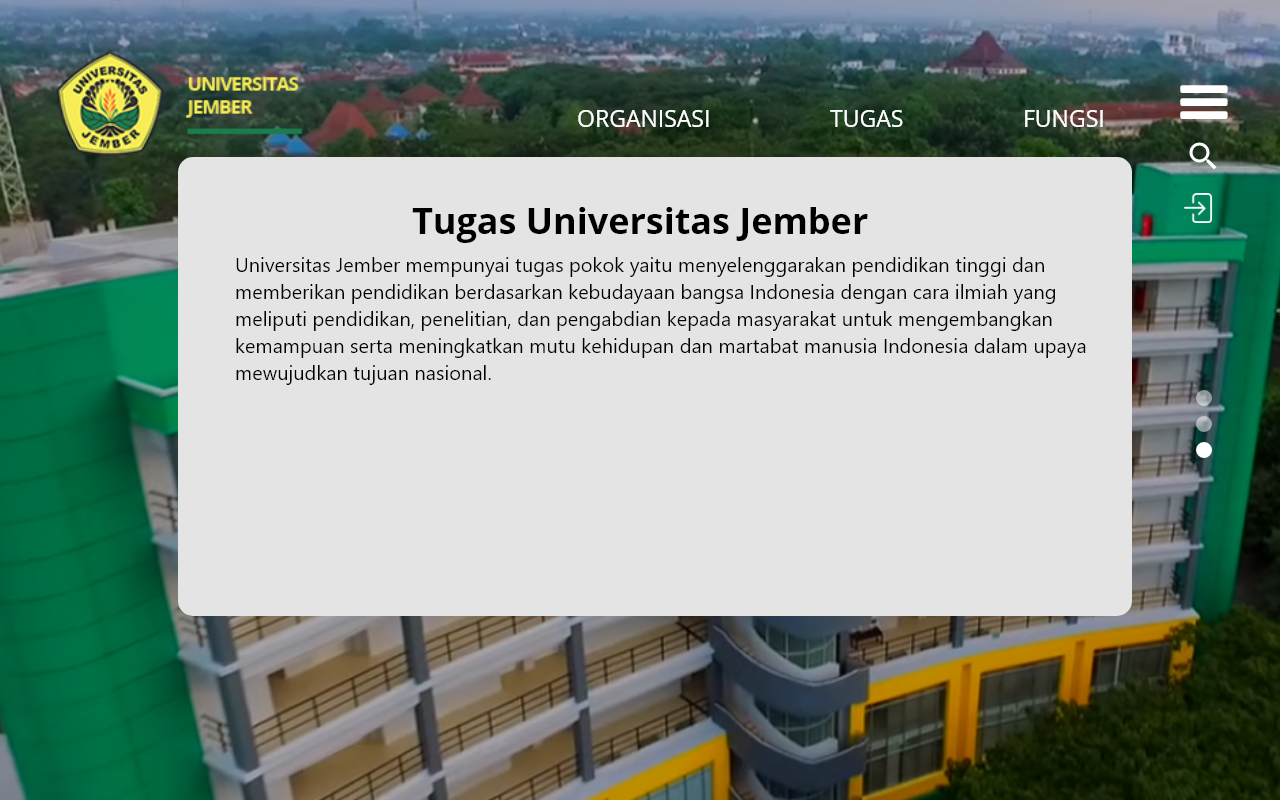 UNIVERSITAS
JEMBER
UNIVERSITAS
JEMBER
ORGANISASI
TUGAS
FUNGSI
Tugas Universitas Jember
Universitas Jember mempunyai tugas pokok yaitu menyelenggarakan pendidikan tinggi dan
memberikan pendidikan berdasarkan kebudayaan bangsa Indonesia dengan cara ilmiah yang
meliputi pendidikan, penelitian, dan pengabdian kepada masyarakat untuk mengembangkan
kemampuan serta meningkatkan mutu kehidupan dan martabat manusia Indonesia dalam upaya
mewujudkan tujuan nasional.